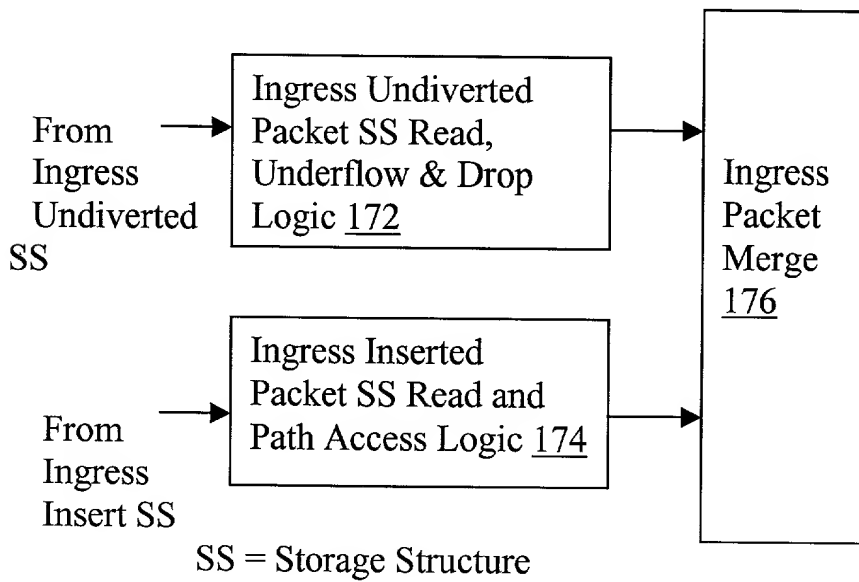 From
Ingress
Undiverted
SS
Ingress Undiverted
Packet SS Read,
Underflow & Drop
Logic 172
Ingress
Packet
Merge
176
From
Ingress
Insert SS
Ingress Inserted
Packet SS Read and
Path Access Logic 174
SS = Storage Structure